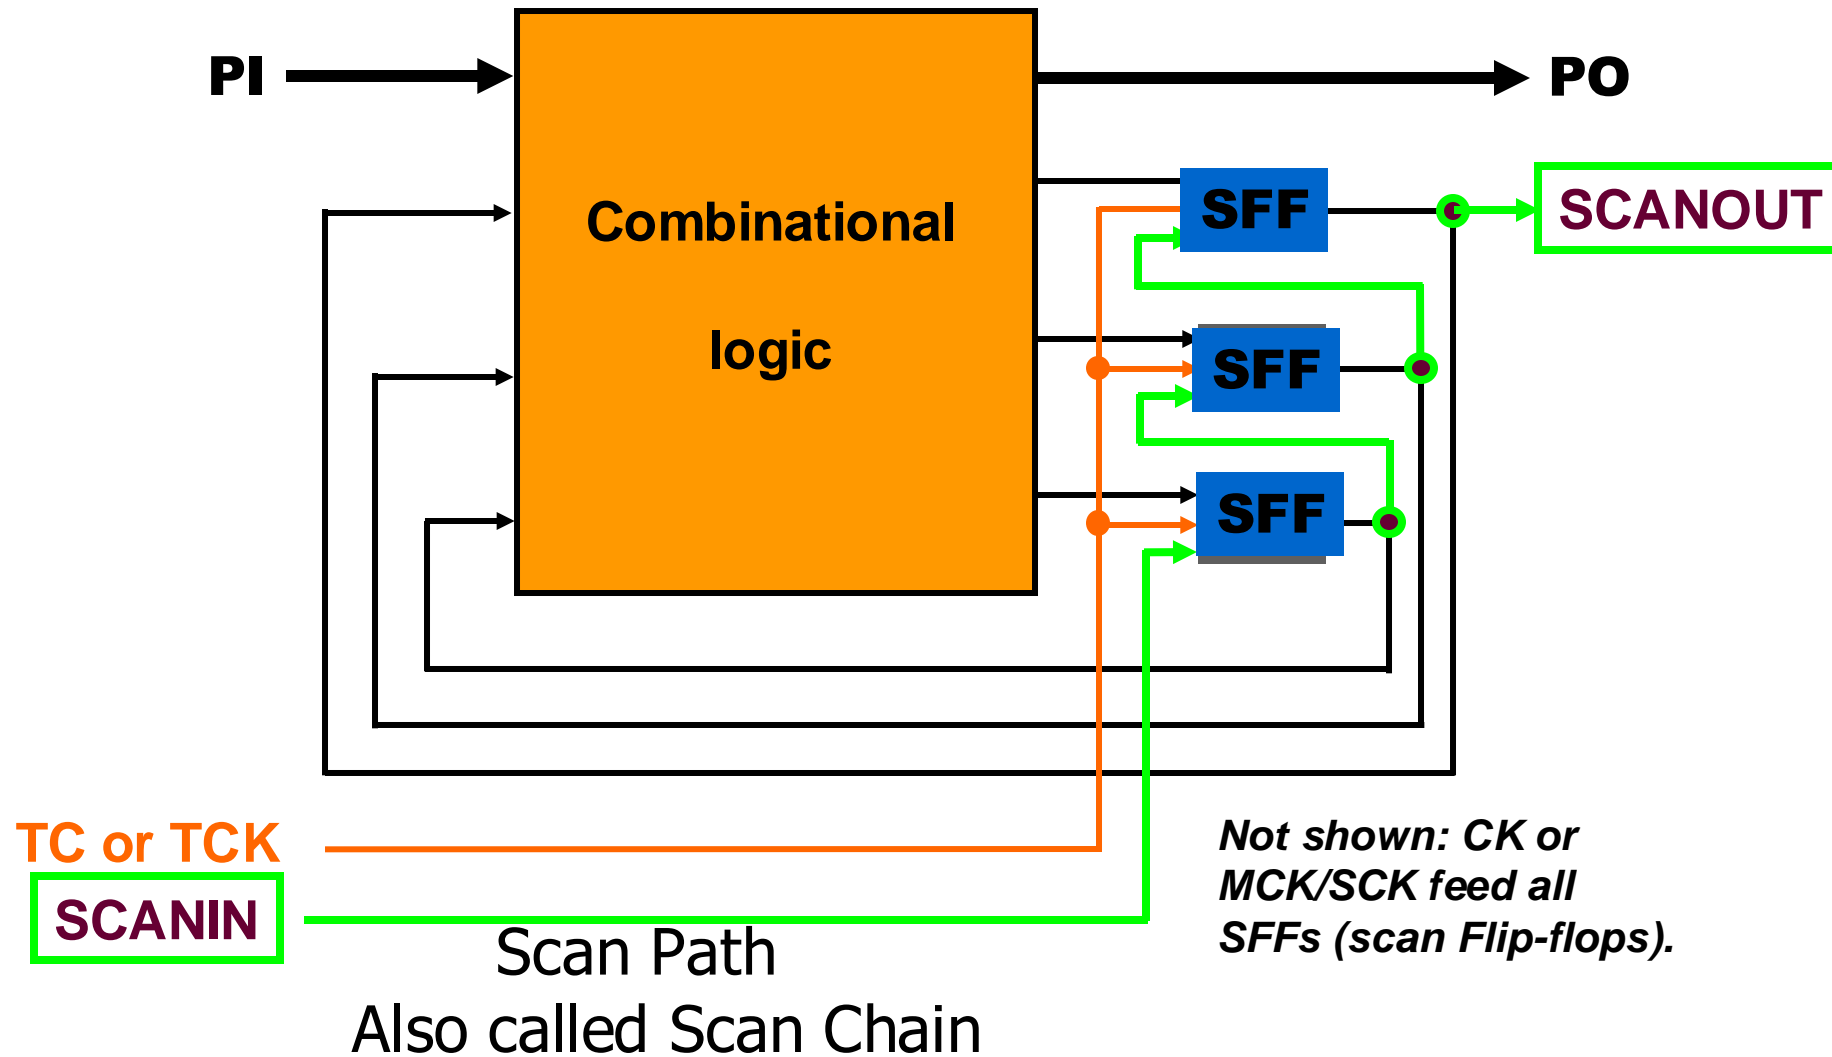 PI
PO
Combinational
logic
SFF
SCANOUT
SFF
SFF
TC or TCK
SCANIN
Not shown: CK or
MCK/SCK feed all
SFFs (scan Flip-flops).
Scan Path
Also called Scan Chain